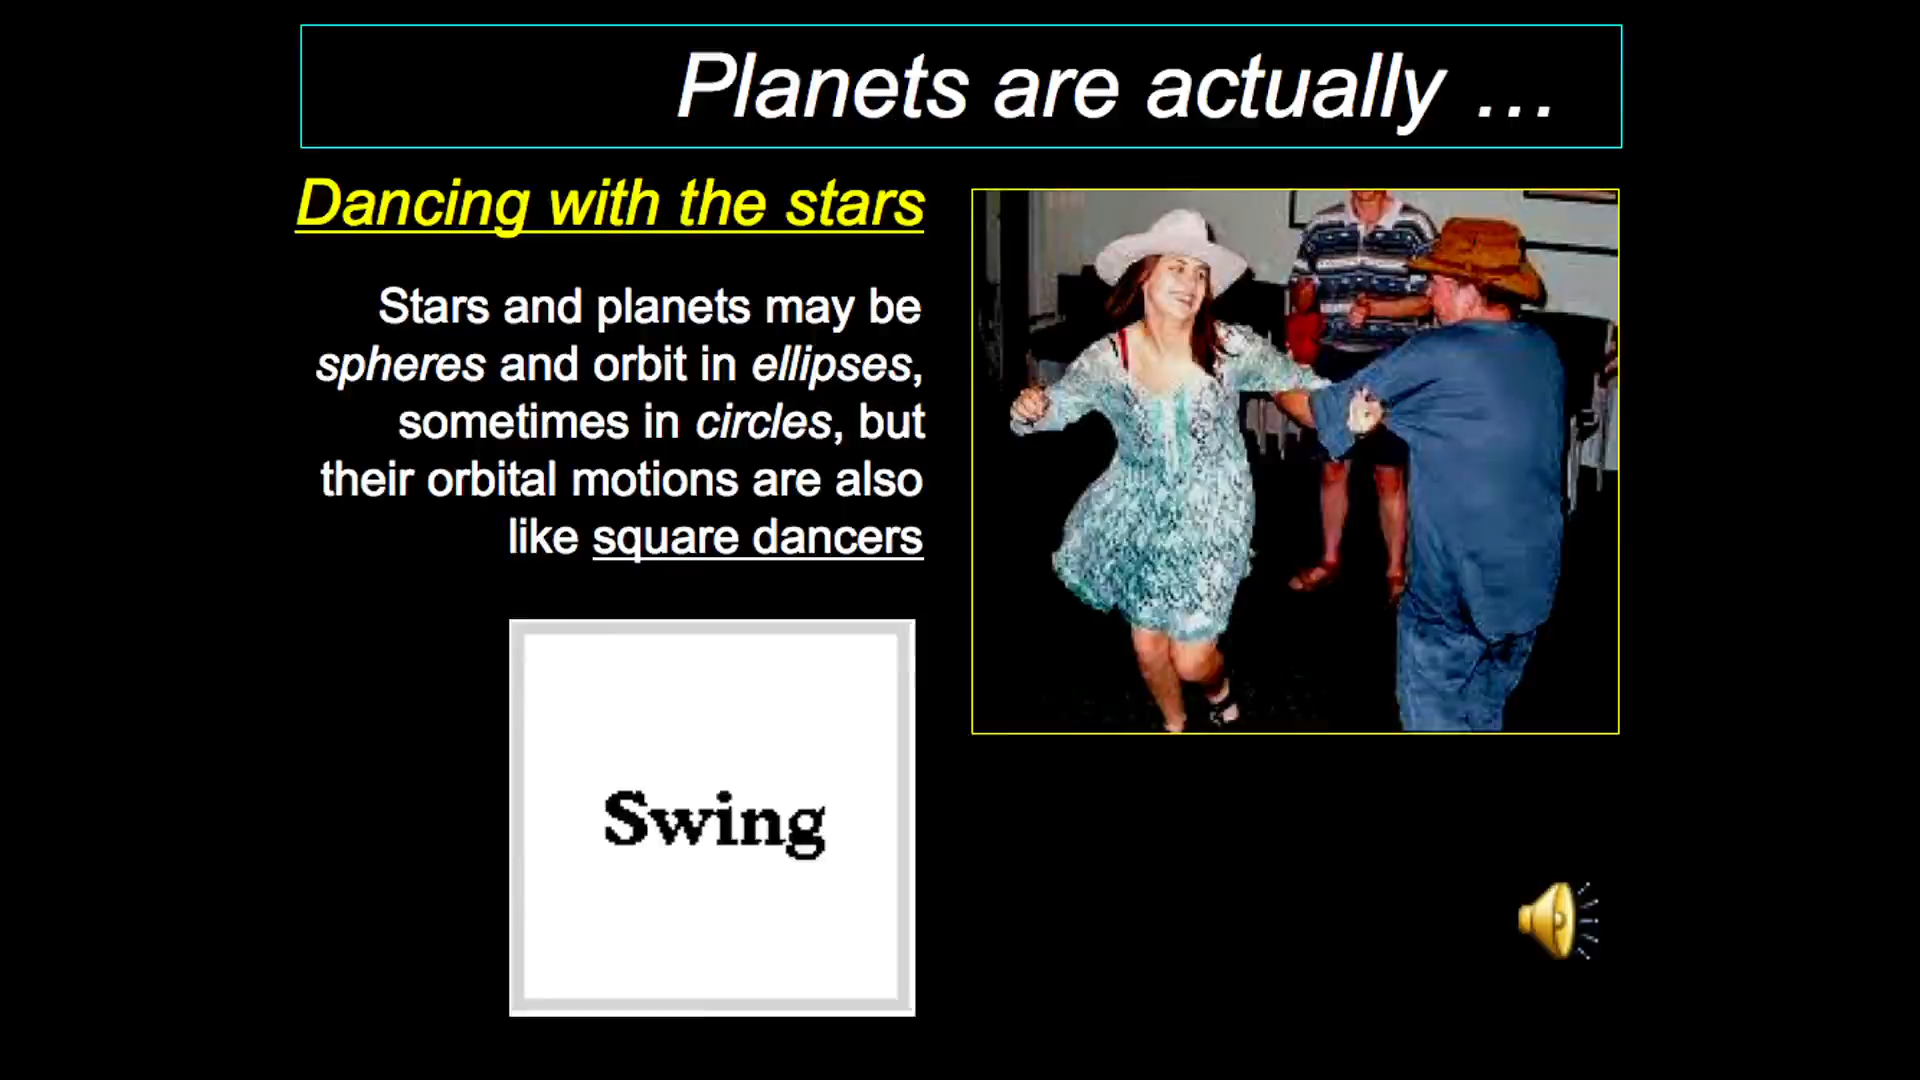 Planets are actually ...
Dancing with the stars
Stars and planets may be
spheres and orbit in ellipses,
sometimes in circles, but
their orbital motions are also
like square dancers
Swing